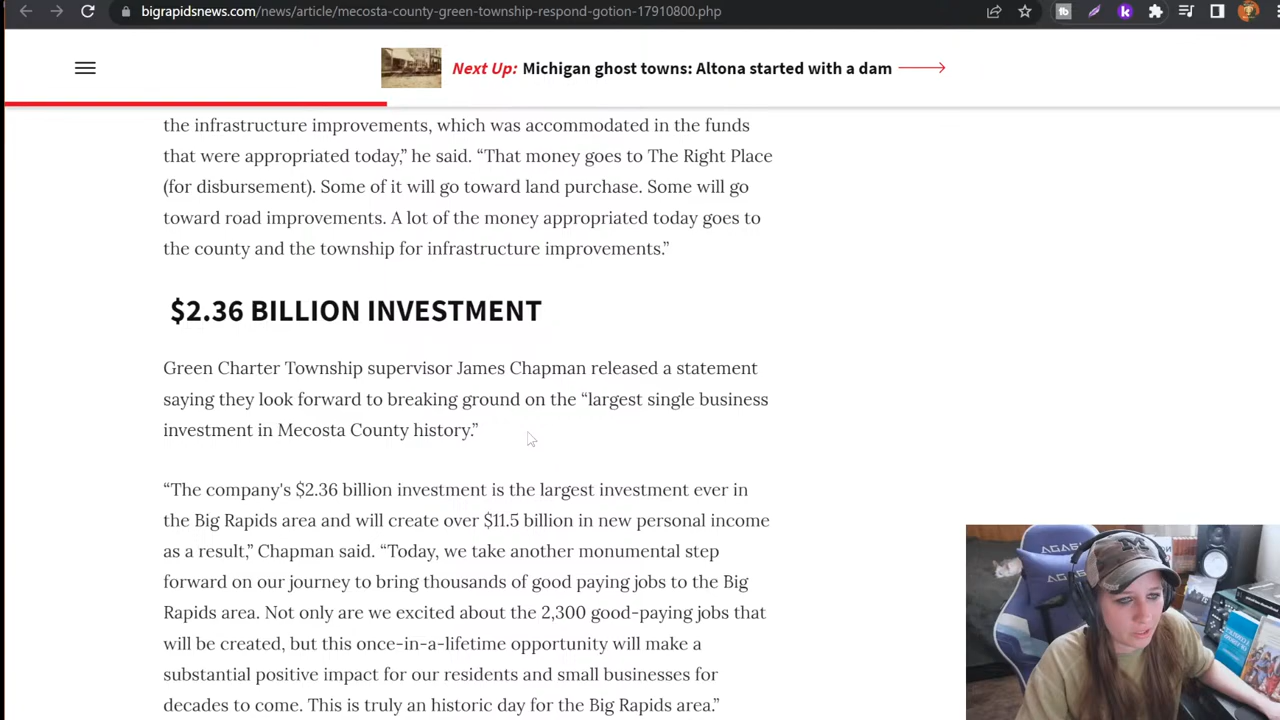 bigrapidsnews.com/news/article/mecosta-county-green-township-respond-gotion-17910800.php
Next Up: Michigan ghost towns: Altona started with a dam
the infrastructure improvements, which was accommodated in the funds
that were appropriated today,” he said. “That money goes to The Right Place
(for disbursement). Some of it will go toward land purchase. Some will go
toward road improvements. A lot of the money appropriated today goes to
the county and the township for infrastructure improvements.”
$2.36 BILLION INVESTMENT
Green Charter Township supervisor James Chapman released a statement
saying they look forward to breaking ground on the “largest single business
investment in Mecosta County history.”
“The company's $2.36 billion investment is the largest investment ever in
the Big Rapids area and will create over $11.5 billion in new personal income
as a result,” Chapman said. “Today, we take another monumental step
forward on our journey to bring thousands of good paying jobs to the Big
Rapids area. Not only are we excited about the 2,300 good-paying jobs that
will be created, but this once-in-a-lifetime opportunity will make a
substantial positive impact for our residents and small businesses for
decades to come. This is truly an historic day for the Big Rapids area.”